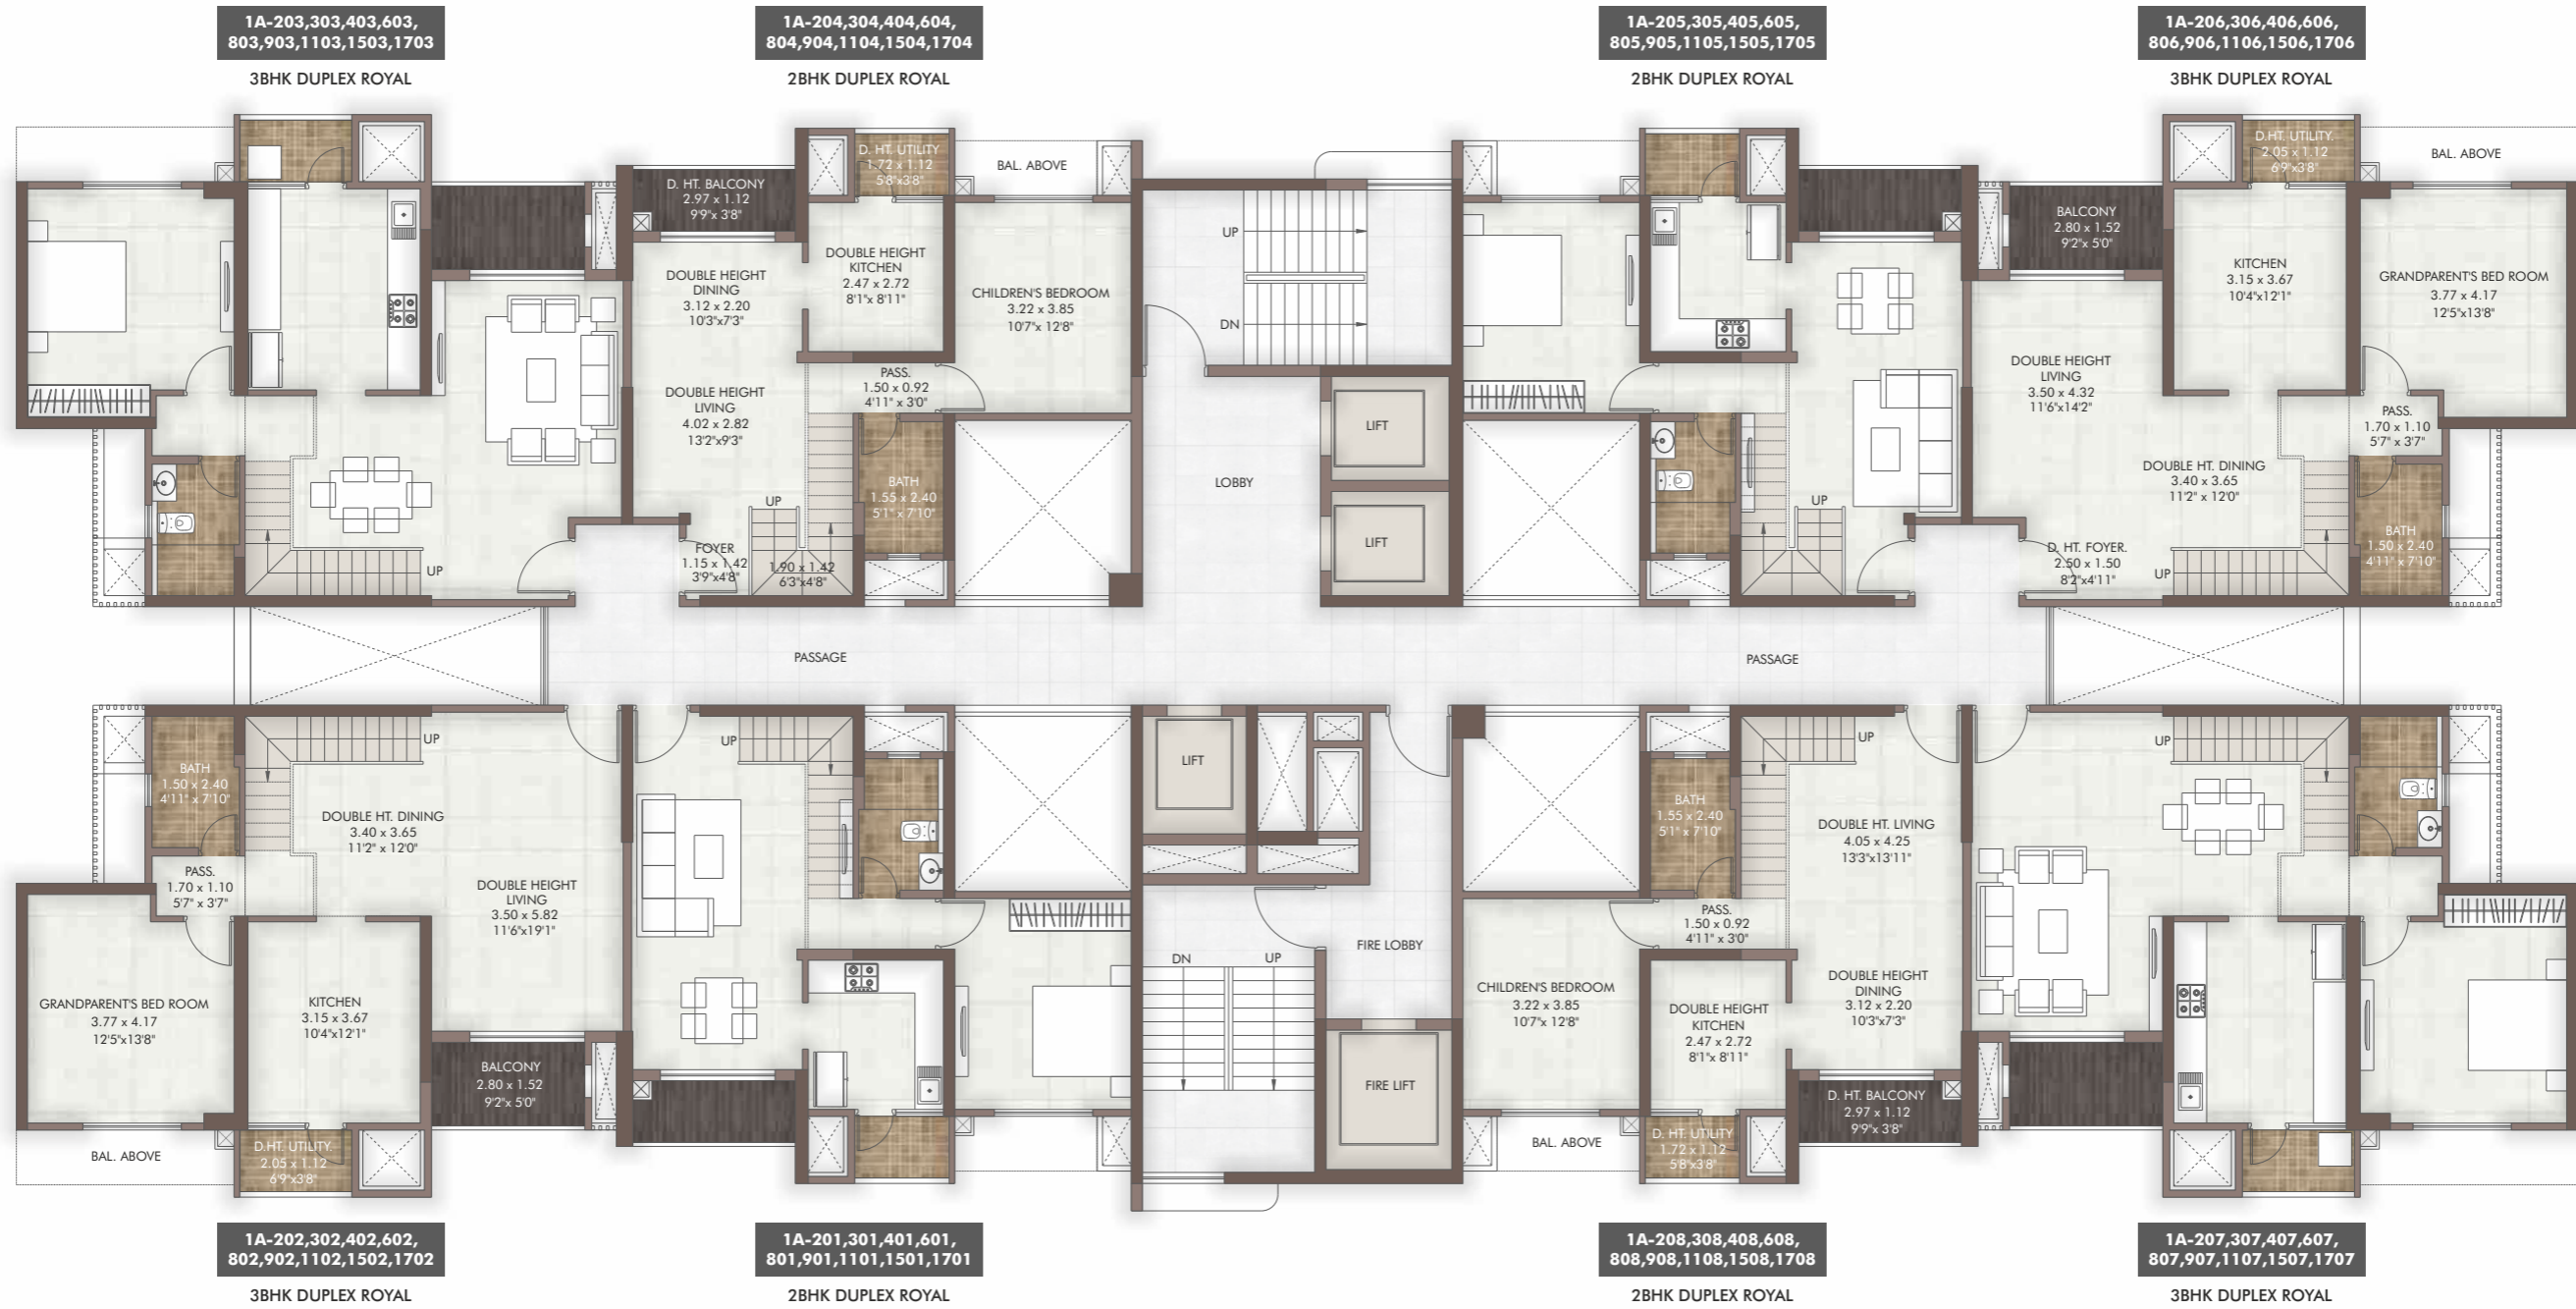 1A-203,303,403,603,
803,903,1103,1503,1703
3BHK DUPLEX ROYAL
1A-204,304,404,604,
804,904,1104,1504,1704
2BHK DUPLEX ROYAL
1A-205,305,405,605,
805,905,1105,1505,1705
2BHK DUPLEX ROYAL
1A-206,306,406,606,
806,906,1106,1506,1706
3BHK DUPLEX ROYAL
UP
D. HT. BALCONY
2.97 x 1.12
9'9"x 3'8"
D. HT. UTILITY
1.72 x 1.12
5'8"x3'8"
BAL. ABOVE
DOUBLE HEIGHT
DINING
3.12 x 2.20
10'3"x7'3"
DOUBLE HEIGHT
KITCHEN
2.47 x 2.72
8'1"x 8'11"
CHILDREN'S BEDROOM
3.22 x 3.85
10'7"x 12'8"
DOUBLE HEIGHT
LIVING
4.02 x 2.82
13'2"x9'3"
PASS.
1.50 x 0.92
4'11" x 3'0"
BATH
1.55 x 2.40
5'1" x 7'10"
UP
FOYER
1.15 x 1.42
3'9"x4'8"
1.90 x 1.42
6'3"x4'8"
UP
DN
LOBBY
LIFT
LIFT
UP
D.HT. UTILITY.
2.05 x 1.12
6'9"x3'8"
BAL. ABOVE
BALCONY
2.80 x 1.52
9'2"x 5'0"
KITCHEN
3.15 x 3.67
10'4"x12'1"
GRANDPARENT'S BED ROOM
3.77 x 4.17
12'5"x13'8"
DOUBLE HEIGHT
LIVING
3.50 x 4.32
11'6"x14'2"
PASS.
1.70 x 1.10
5'7" x 3'7"
DOUBLE HT. DINING
3.40 x 3.65
11'2" x 12'0"
BATH
1.50 x 2.40
4'11" x 7'10"
D. HT. FOYER.
2.50 x 1.50
8'2"x4'11"
UP
PASSAGE
PASSAGE
UP
BATH
1.50 x 2.40
4'11" x 7'10"
DOUBLE HT. DINING
3.40 x 3.65
11'2" x 12'0"
PASS.
1.70 x 1.10
5'7" x 3'7"
DOUBLE HEIGHT
LIVING
3.50 x 5.82
11'6"x19'1"
GRANDPARENT'S BED ROOM
3.77 x 4.17
12'5"x13'8"
KITCHEN
3.15 x 3.67
10'4"x12'1"
BALCONY
2.80 x 1.52
9'2"x 5'0"
BAL. ABOVE
D.HT. UTILITY.
2.05 x 1.12
6'9"x3'8"
UP
LIFT
DN
UP
FIRE LOBBY
FIRE LIFT
UP
BATH
1.55 x 2.40
5'1" x 7'10"
DOUBLE HT. LIVING
4.05 x 4.25
13'3"x13'11"
PASS.
1.50 x 0.92
4'11" x 3'0"
CHILDREN'S BEDROOM
3.22 x 3.85
10'7"x 12'8"
DOUBLE HEIGHT
KITCHEN
2.47 x 2.72
8'1"x 8'11"
DOUBLE HEIGHT
DINING
3.12 x 2.20
10'3"x7'3"
D. HT. BALCONY
2.97 x 1.12
9'9"x 3'8"
BAL. ABOVE
D. HT. UTILITY
1.72 x 1.12
5'8"x3'8"
UP
1A-202,302,402,602,
802,902,1102,1502,1702
3BHK DUPLEX ROYAL
1A-201,301,401,601,
801,901,1101,1501,1701
2BHK DUPLEX ROYAL
1A-208,308,408,608,
808,908,1108,1508,1708
2BHK DUPLEX ROYAL
1A-207,307,407,607,
807,907,1107,1507,1707
3BHK DUPLEX ROYAL